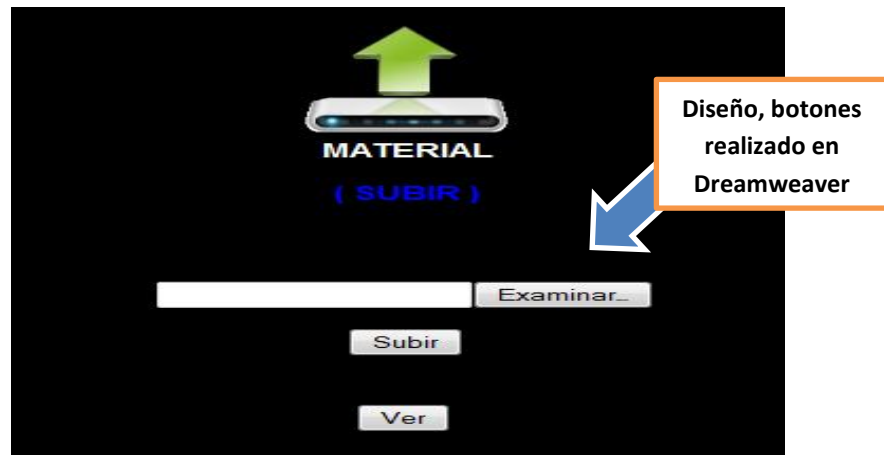 MATERIAL
( SUBIR )
Diseño, botones
realizado en
Dreamweaver
Examinar...
Subir
Ver